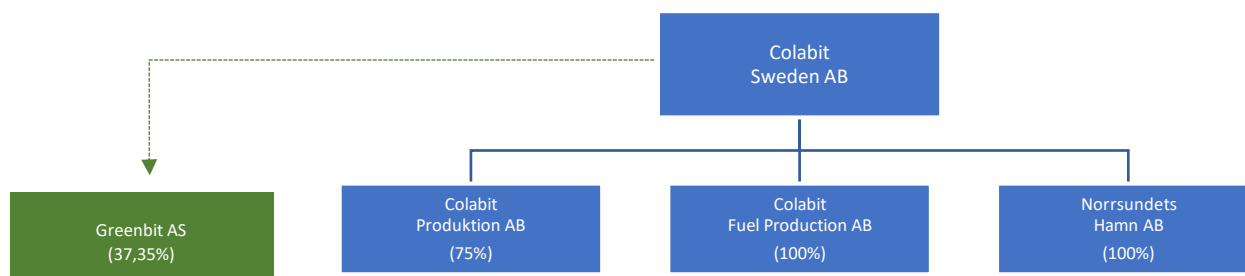 Colabit
Sweden AB
Greenbit AS
(37,35%)
Colabit
Produktion AB
(75%)
Colabit
Fuel Production AB
(100%)
Norrsundets
Hamn AB
(100%)